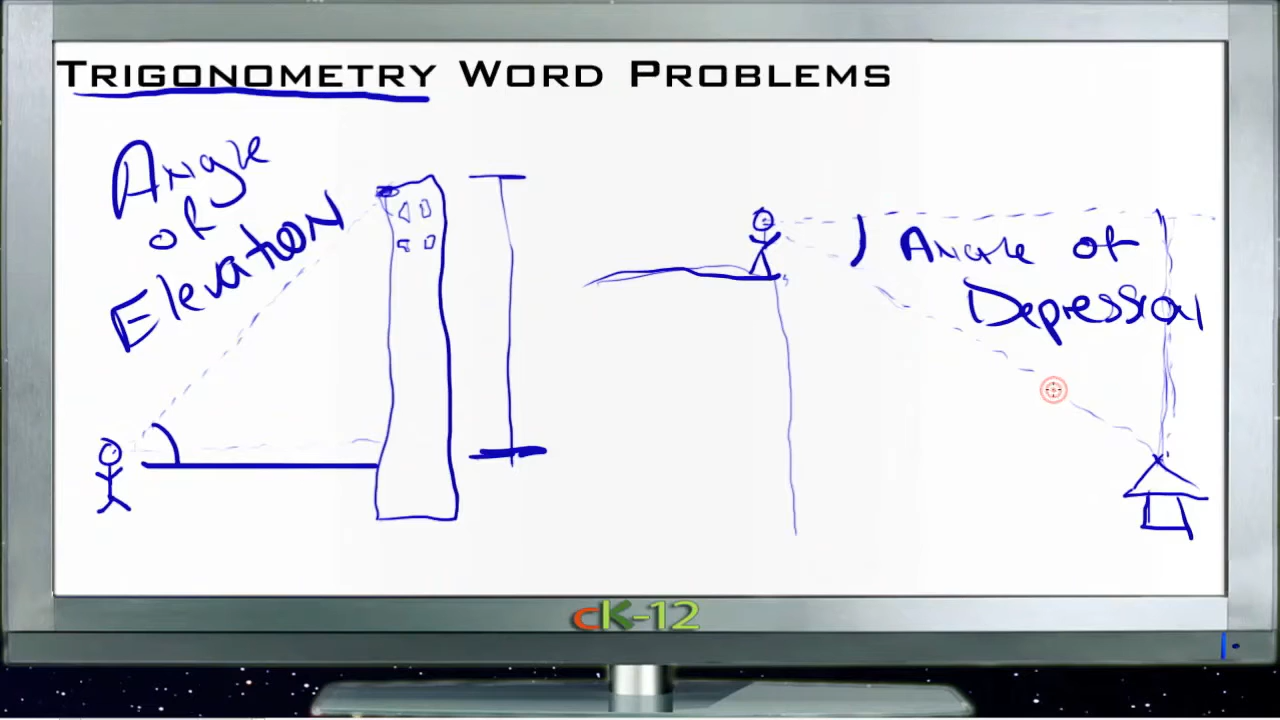 TRIGONOMETRY WORD PROBLEMS
Angle
of
Elevation
Angle of
Depression
cK-12